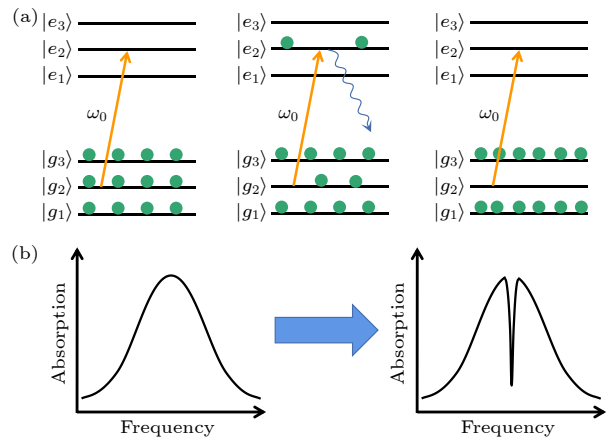 (a)
|e₃⟩ |e₃⟩ |e₃⟩
|e₂⟩ |e₂⟩ |e₂⟩
|e₁⟩ |e₁⟩ |e₁⟩
ω₀ ω₀ ω₀
|g₃⟩ |g₃⟩ |g₃⟩
|g₂⟩ |g₂⟩ |g₂⟩
|g₁⟩ |g₁⟩ |g₁⟩
(b)
Absorption Absorption
Frequency Frequency